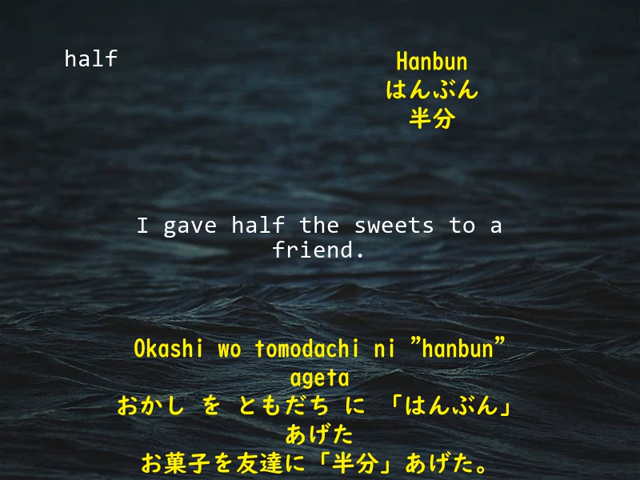 half
Hanbun
はんぶん
半分
I gave half the sweets to a
friend.
Okashi wo tomodachi ni ”hanbun”
ageta
おかし を ともだち に 「はんぶん」
あげた
お菓子を友達に「半分」あげた。